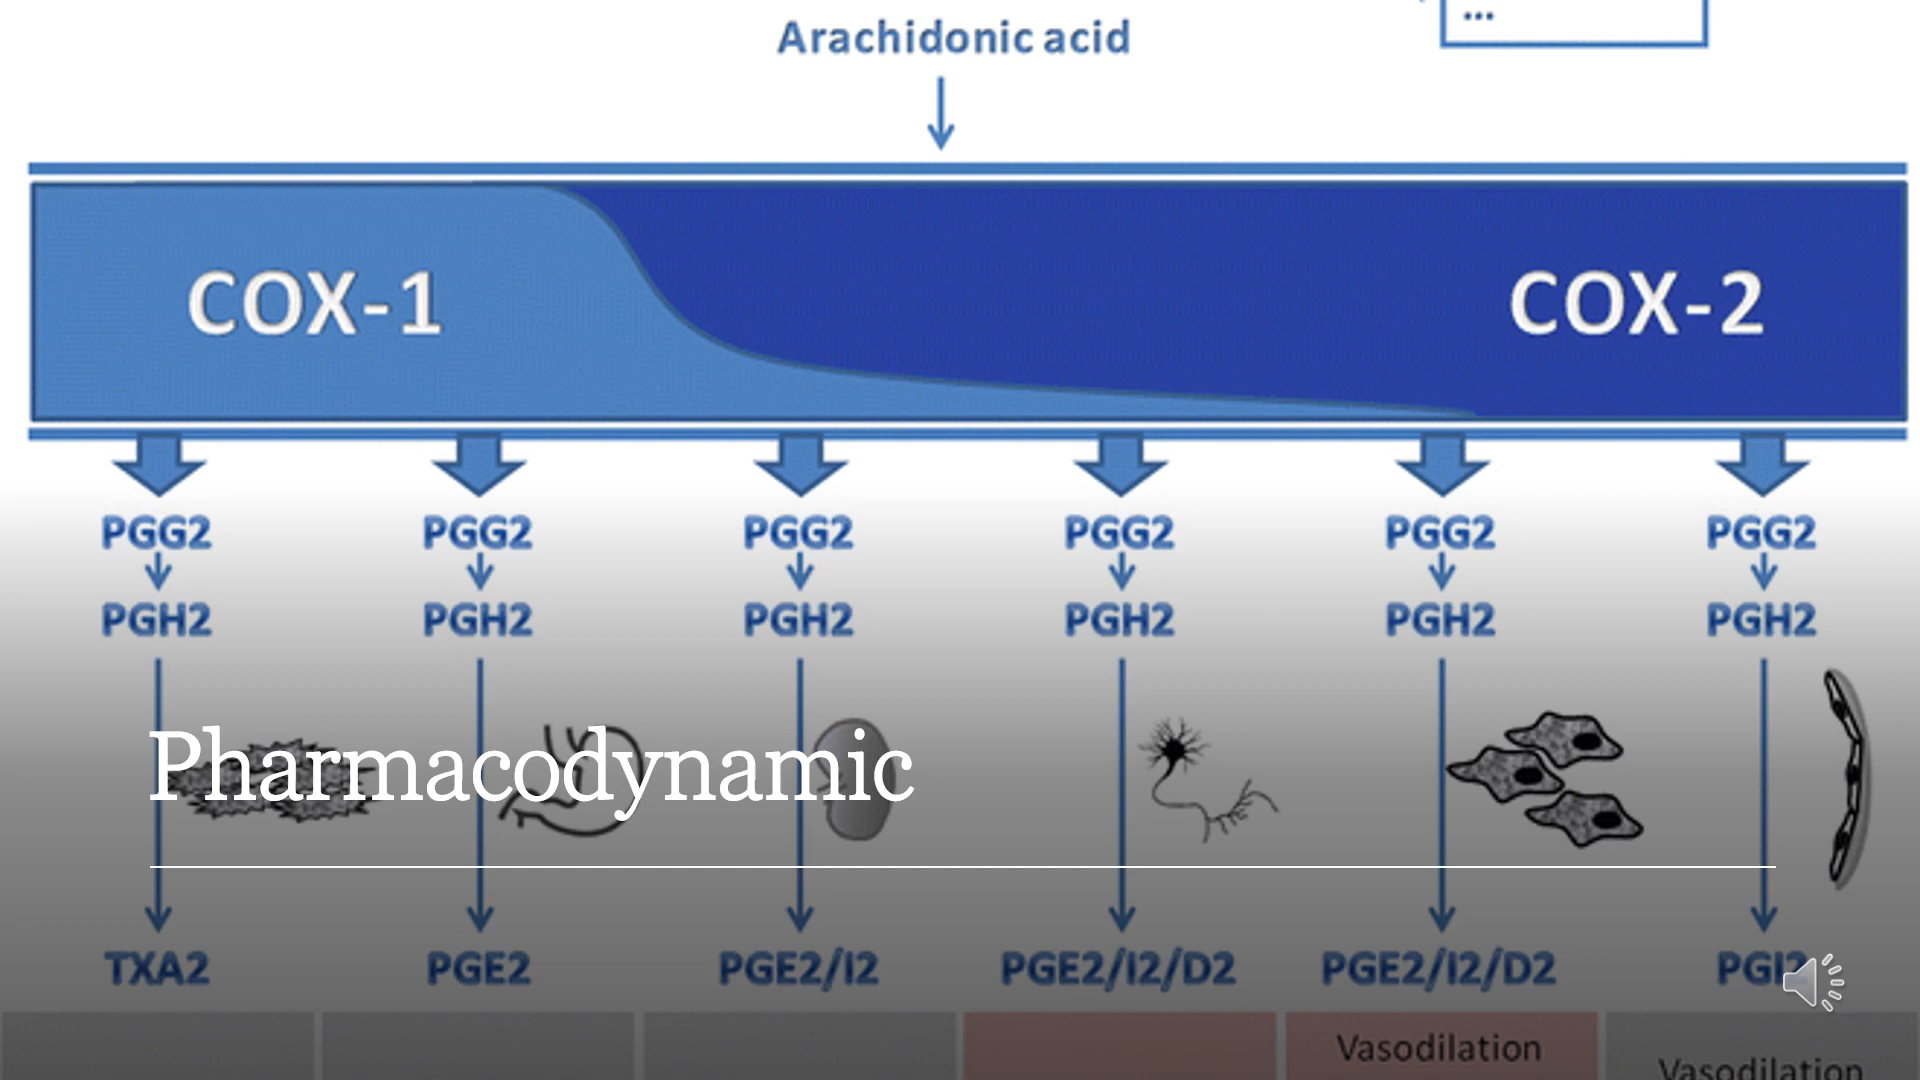 ...
Arachidonic acid
COX-1 COX-2
PGG2 PGG2 PGG2 PGG2 PGG2 PGG2
PGH2 PGH2 PGH2 PGH2 PGH2 PGH2
Pharmacodynamic
TXA2 PGE2 PGE2/I2 PGE2/I2/D2 PGE2/I2/D2 PGI2
Vasodilation
Vasodilation